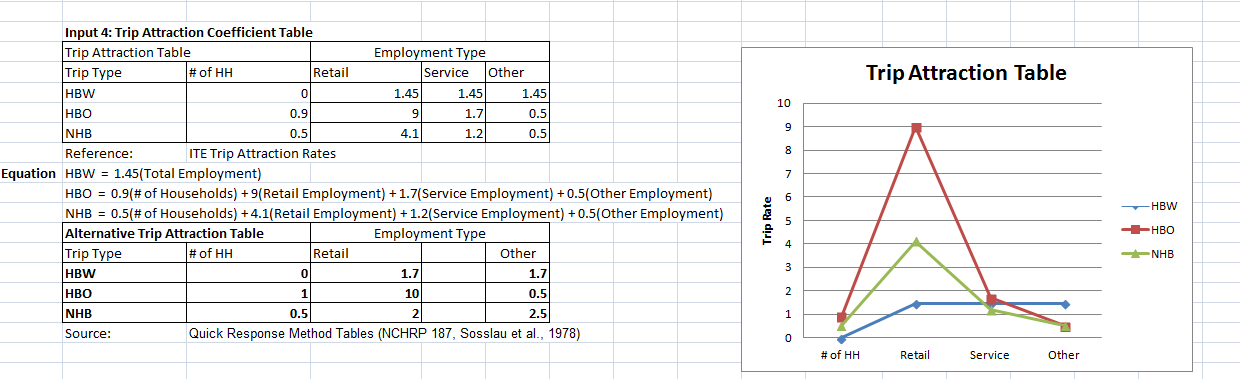 Input 4: Trip Attraction Coefficient Table
Trip Attraction Table Employment Type
Trip Type # of HH Retail Service Other
HBW 0 1.45 1.45 1.45
HBO 0.9 9 1.7 0.5
NHB 0.5 4.1 1.2 0.5
Reference: ITE Trip Attraction Rates
Equation HBW = 1.45(Total Employment)
HBO = 0.9(# of Households) + 9(Retail Employment) + 1.7(Service Employment) + 0.5(Other Employment)
NHB = 0.5(# of Households) + 4.1(Retail Employment) + 1.2(Service Employment) + 0.5(Other Employment)
Alternative Trip Attraction Table Employment Type
Trip Type # of HH Retail Other
HBW 0 1.7 1.7
HBO 1 10 0.5
NHB 0.5 2 2.5
Source: Quick Response Method Tables (NCHRP 187, Sosslau et al., 1978)
Trip Attraction Table
Trip Rate
10
9
8
7
6
5
4
3
2
1
0
# of HH Retail Service Other
HBW
HBO
NHB